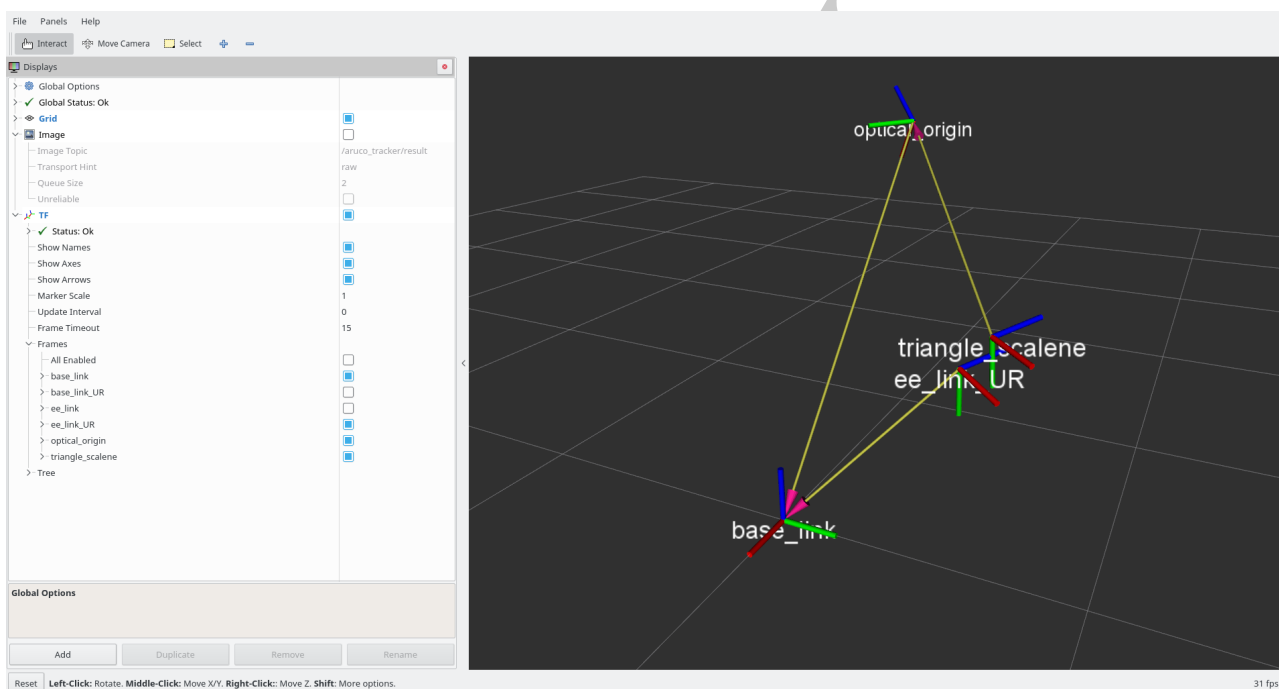 File Panels Help
Interact Move Camera Select
Displays
Global Options
Global Status: Ok
Grid
Image
Image Topic /aruco_tracker/result
Transport Hint raw
Queue Size 2
Unreliable
TF
Status: Ok
Show Names
Show Axes
Show Arrows
Marker Scale 1
Update Interval 0
Frame Timeout 15
Frames
All Enabled
base_link
base_link_UR
ee_link
ee_link_UR
optical_origin
triangle_scalene
Tree
Global Options
Add Duplicate Remove Rename
Reset Left-Click: Rotate. Middle-Click: Move X/Y. Right-Click:: Move Z. Shift: More options. 31 fps
optical_origin
triangle_scalene
ee_link_UR
base_link